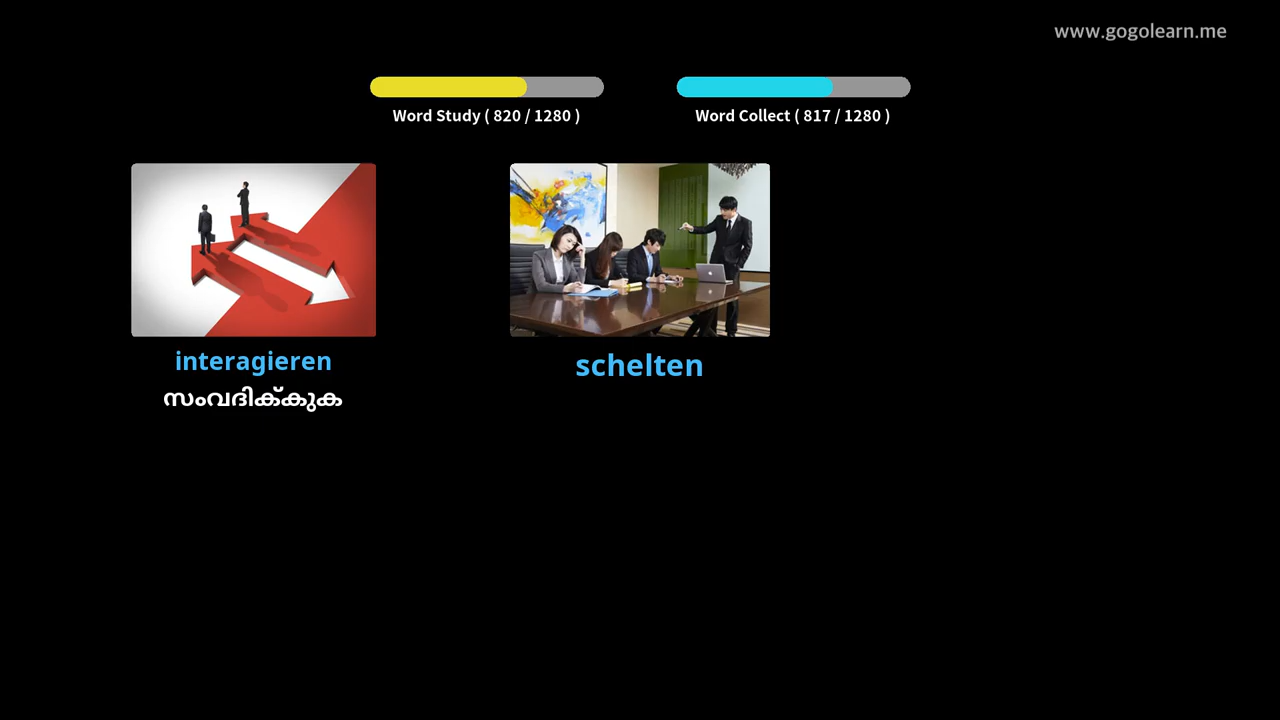 www.gogolearn.me
Word Study ( 820 / 1280 )
Word Collect ( 817 / 1280 )
interagieren
സംവദിക്കുക
schelten